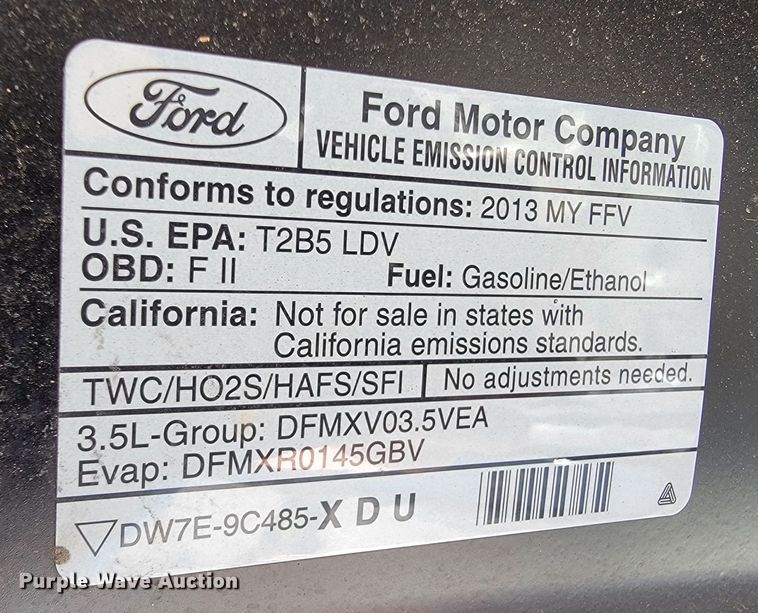 Ford
Ford Motor Company
VEHICLE EMISSION CONTROL INFORMATION
Conforms to regulations: 2013 MY FFV
U.S. EPA: T2B5 LDV
OBD: F II Fuel: Gasoline/Ethanol
California: Not for sale in states with
California emissions standards.
TWC/HO2S/HAFS/SFI No adjustments needed.
3.5L-Group: DFMXV03.5VEA
Evap: DFMXR0145GBV
DW7E-9C485-X D U
Purple Wave Auction